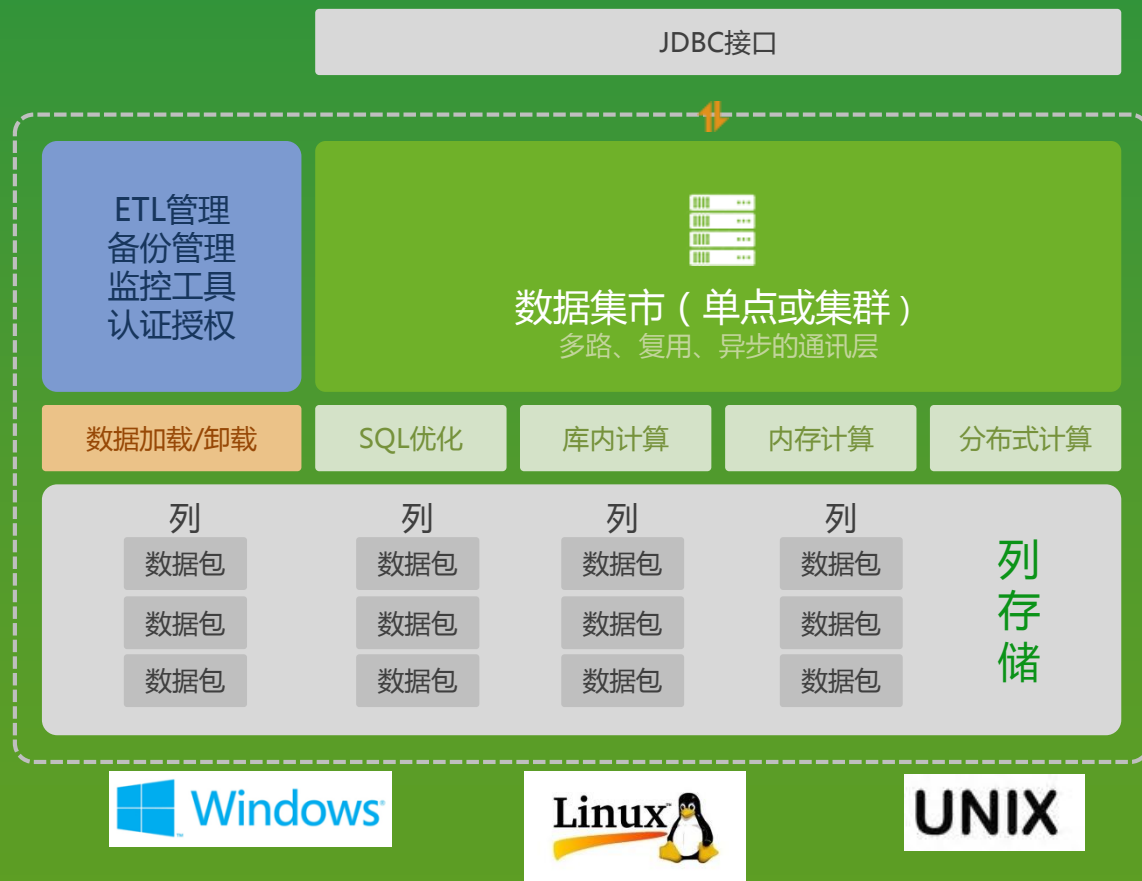 JDBC接口
ETL管理
备份管理
监控工具
认证授权
数据集市（单点或集群）
多路、复用、异步的通讯层
数据加载/卸载
SQL优化
库内计算
内存计算
分布式计算
列
列
列
列
数据包
数据包
数据包
数据包
数据包
数据包
数据包
数据包
数据包
数据包
数据包
数据包
列
存
储
Windows
Linux™
UNIX